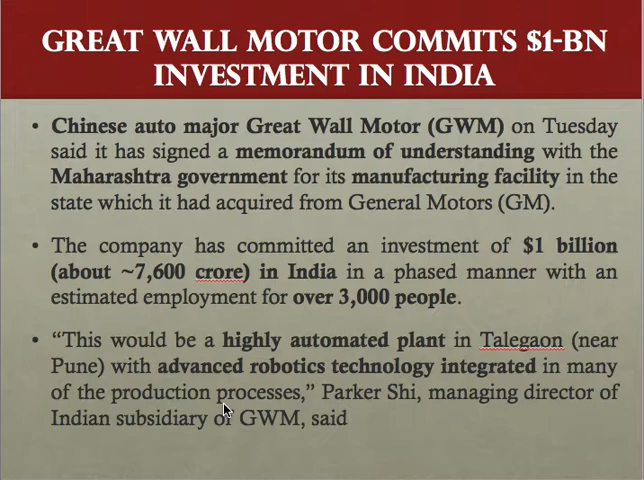 GREAT WALL MOTOR COMMITS $1-BN
INVESTMENT IN INDIA
• Chinese auto major Great Wall Motor (GWM) on Tuesday
said it has signed a memorandum of understanding with the
Maharashtra government for its manufacturing facility in the
state which it had acquired from General Motors (GM).
• The company has committed an investment of $1 billion
(about ~7,600 crore) in India in a phased manner with an
estimated employment for over 3,000 people.
• “This would be a highly automated plant in Talegaon (near
Pune) with advanced robotics technology integrated in many
of the production processes,” Parker Shi, managing director of
Indian subsidiary of GWM, said